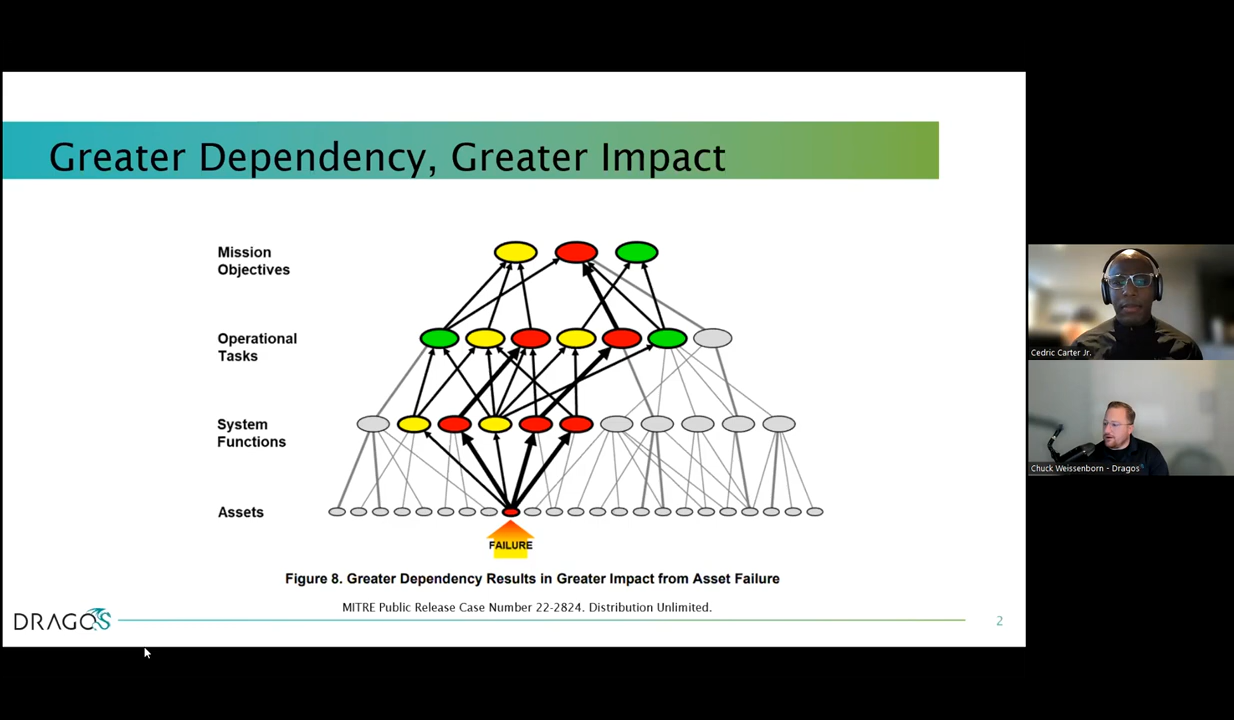 Greater Dependency, Greater Impact
Mission
Objectives
Operational
Tasks
System
Functions
Assets
FAILURE
Figure 8. Greater Dependency Results in Greater Impact from Asset Failure
MITRE Public Release Case Number 22-2824. Distribution Unlimited.
DRAGOS
2
Cedric Carter Jr.
Chuck Weissenborn - Dragos